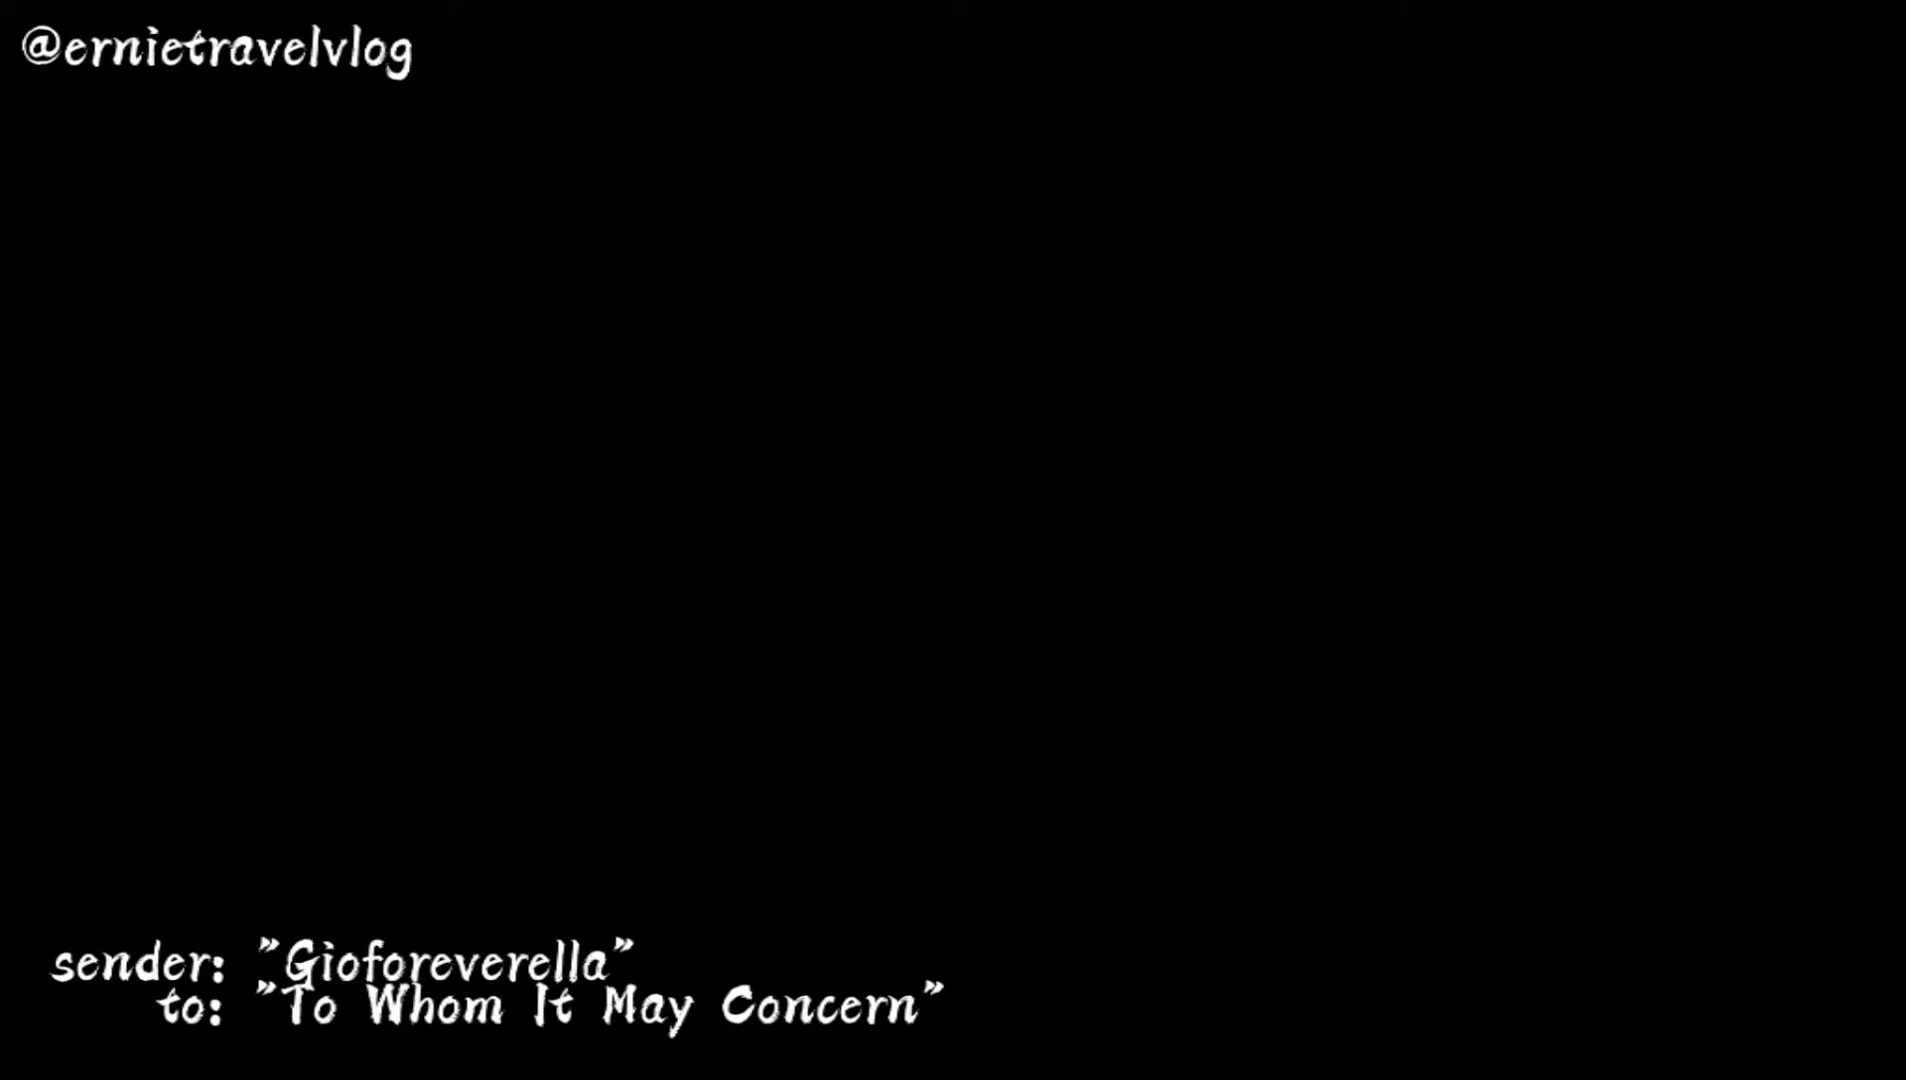 @ernietravelvlog
sender: "Gioforeverella"
to: "To Whom It May Concern"